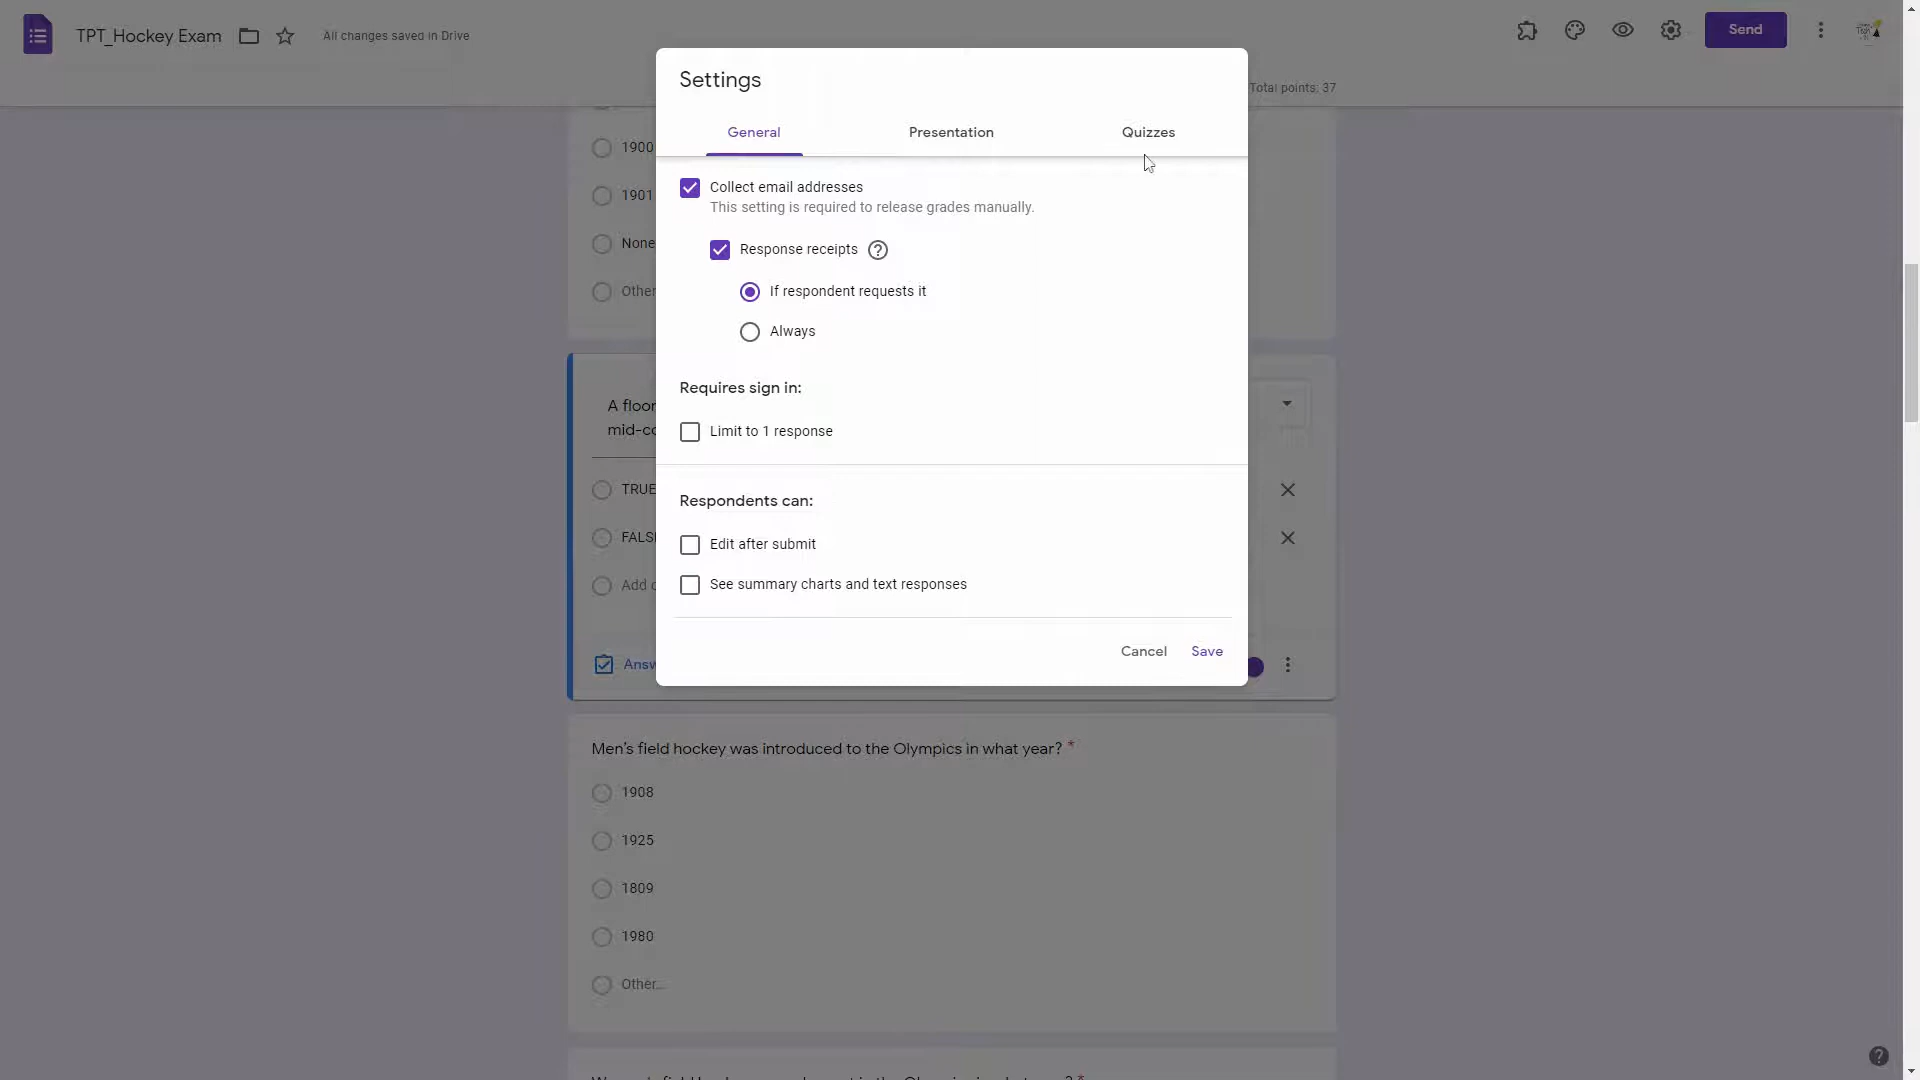 TPT_Hockey Exam
All changes saved in Drive
Send
Total points: 37
Settings
General
Presentation
Quizzes
Collect email addresses
This setting is required to release grades manually.
Response receipts
If respondent requests it
Always
Requires sign in:
Limit to 1 response
Respondents can:
Edit after submit
See summary charts and text responses
Cancel
Save
1900
1901
None
Other
A floor
mid-co
TRUE
FALS
Add
Answ
Men's field hockey was introduced to the Olympics in what year? *
1908
1925
1809
1980
Other...